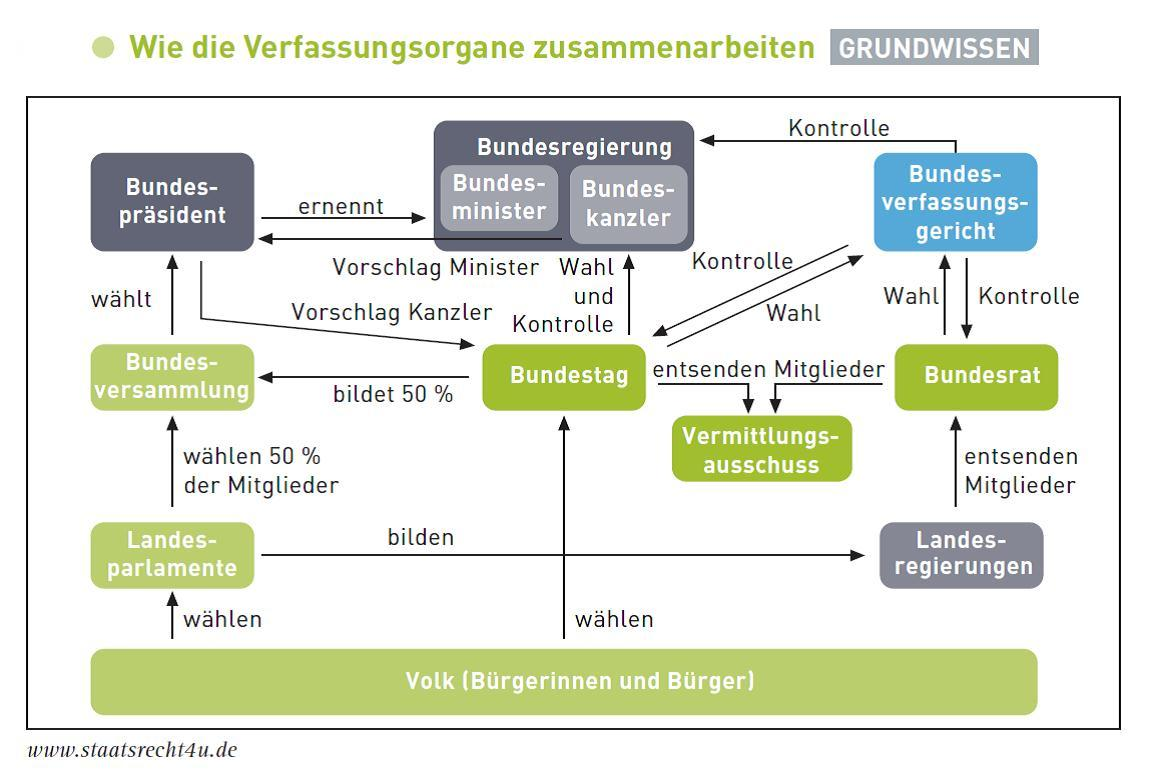 Wie die Verfassungsorgane zusammenarbeiten GRUNDWISSEN
Kontrolle
Bundesregierung
Bundes-
präsident
Bundes-
minister
Bundes-
kanzler
Bundes-
verfassungs-
gericht
ernennt
Vorschlag Minister
Wahl
und
Kontrolle
Kontrolle
Wahl
Wahl
Kontrolle
wählt
Vorschlag Kanzler
Bundes-
versammlung
bildet 50 %
Bundestag
entsenden Mitglieder
Bundesrat
Vermittlungs-
ausschuss
wählen 50 %
der Mitglieder
entsenden
Mitglieder
Landes-
parlamente
bilden
Landes-
regierungen
wählen
wählen
Volk (Bürgerinnen und Bürger)
www.staatsrecht4u.de